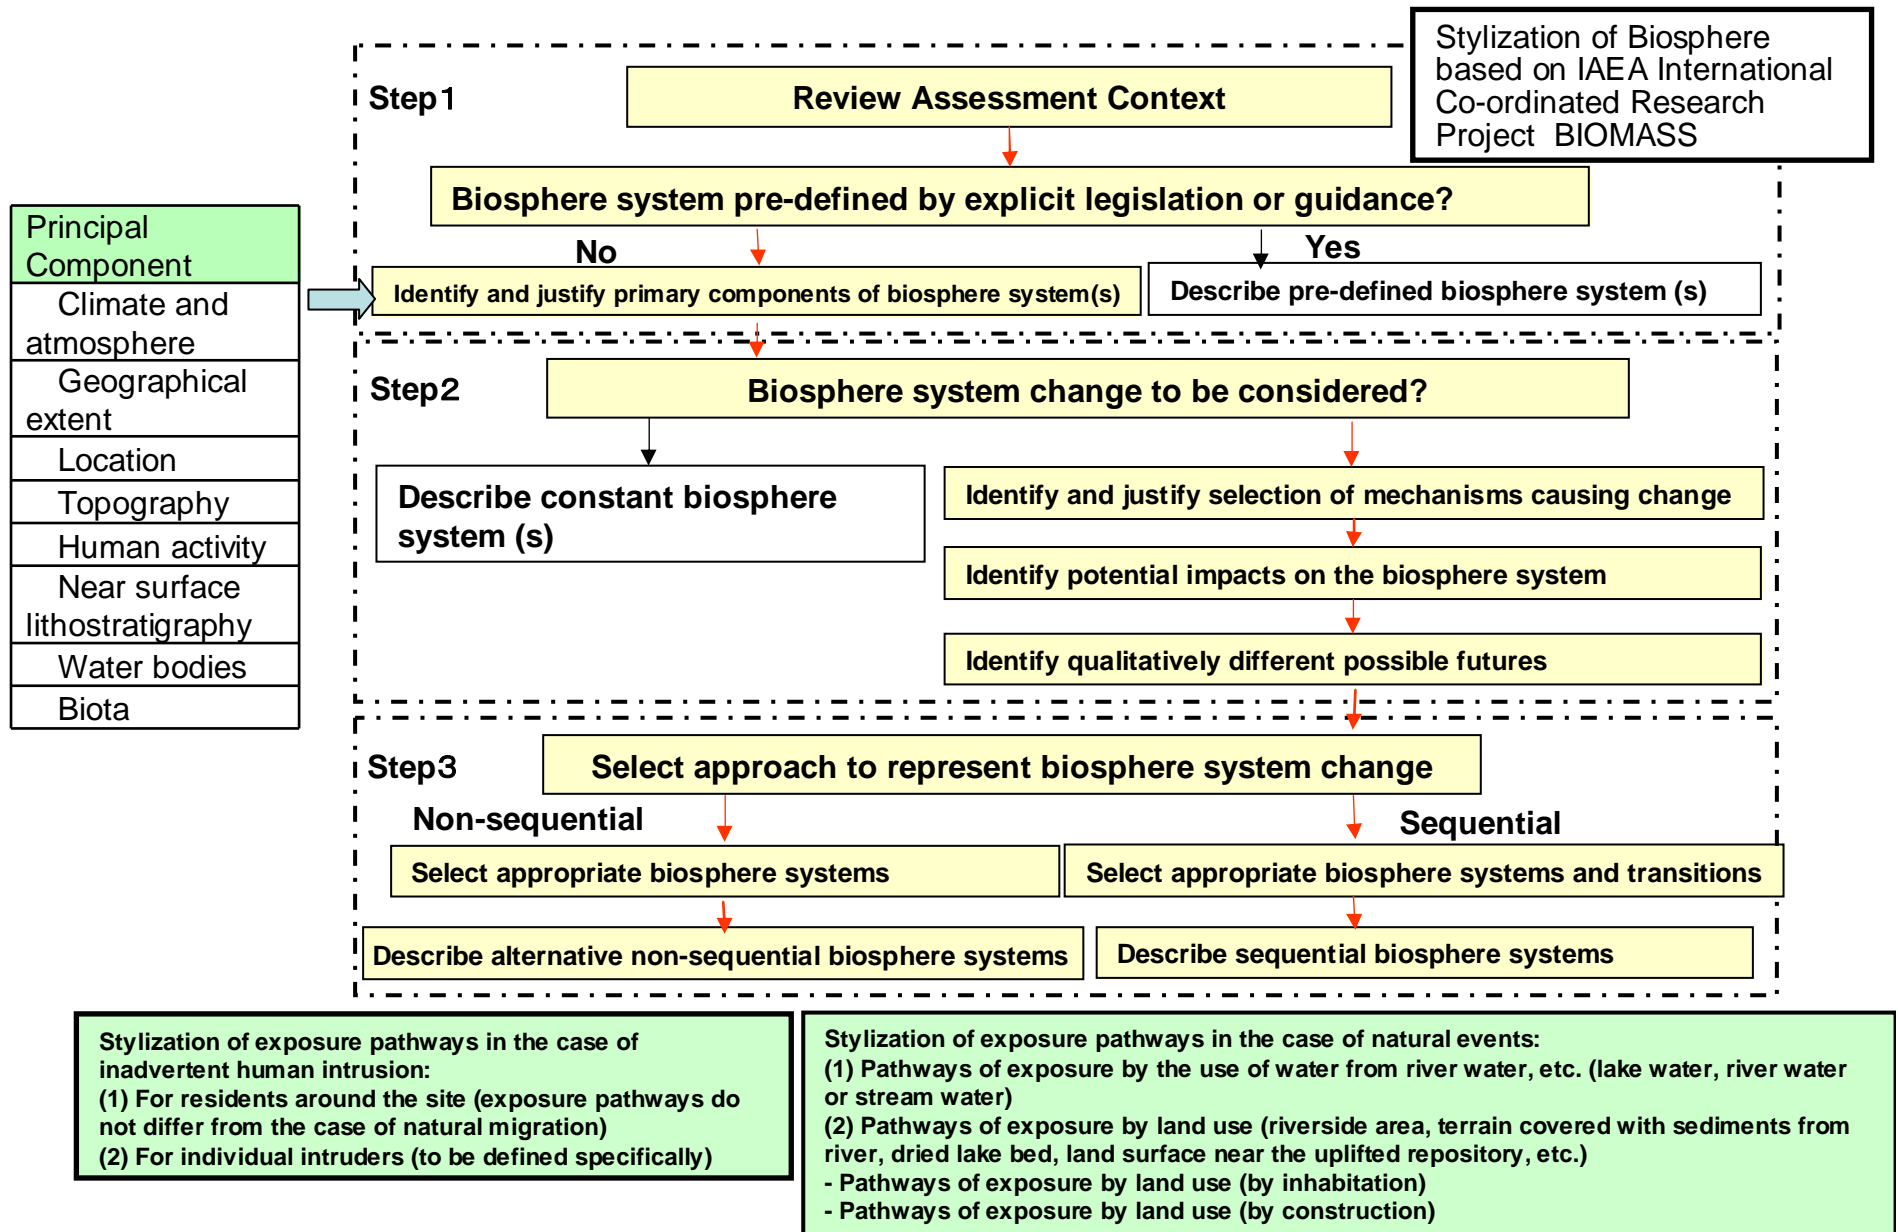 Stylization of Biosphere
based on IAEA International
Co-ordinated Research
Project BIOMASS
Step1
Review Assessment Context
Biosphere system pre-defined by explicit legislation or guidance?
No
Yes
Identify and justify primary components of biosphere system(s)
Describe pre-defined biosphere system (s)
Principal
Component
Climate and
atmosphere
Geographical
extent
Location
Topography
Human activity
Near surface
lithostratigraphy
Water bodies
Biota
Step2
Biosphere system change to be considered?
Describe constant biosphere
system (s)
Identify and justify selection of mechanisms causing change
Identify potential impacts on the biosphere system
Identify qualitatively different possible futures
Step3
Select approach to represent biosphere system change
Non-sequential
Sequential
Select appropriate biosphere systems
Select appropriate biosphere systems and transitions
Describe alternative non-sequential biosphere systems
Describe sequential biosphere systems
Stylization of exposure pathways in the case of
inadvertent human intrusion:
(1) For residents around the site (exposure pathways do
not differ from the case of natural migration)
(2) For individual intruders (to be defined specifically)
Stylization of exposure pathways in the case of natural events:
(1) Pathways of exposure by the use of water from river water, etc. (lake water, river water
or stream water)
(2) Pathways of exposure by land use (riverside area, terrain covered with sediments from
river, dried lake bed, land surface near the uplifted repository, etc.)
- Pathways of exposure by land use (by inhabitation)
- Pathways of exposure by land use (by construction)